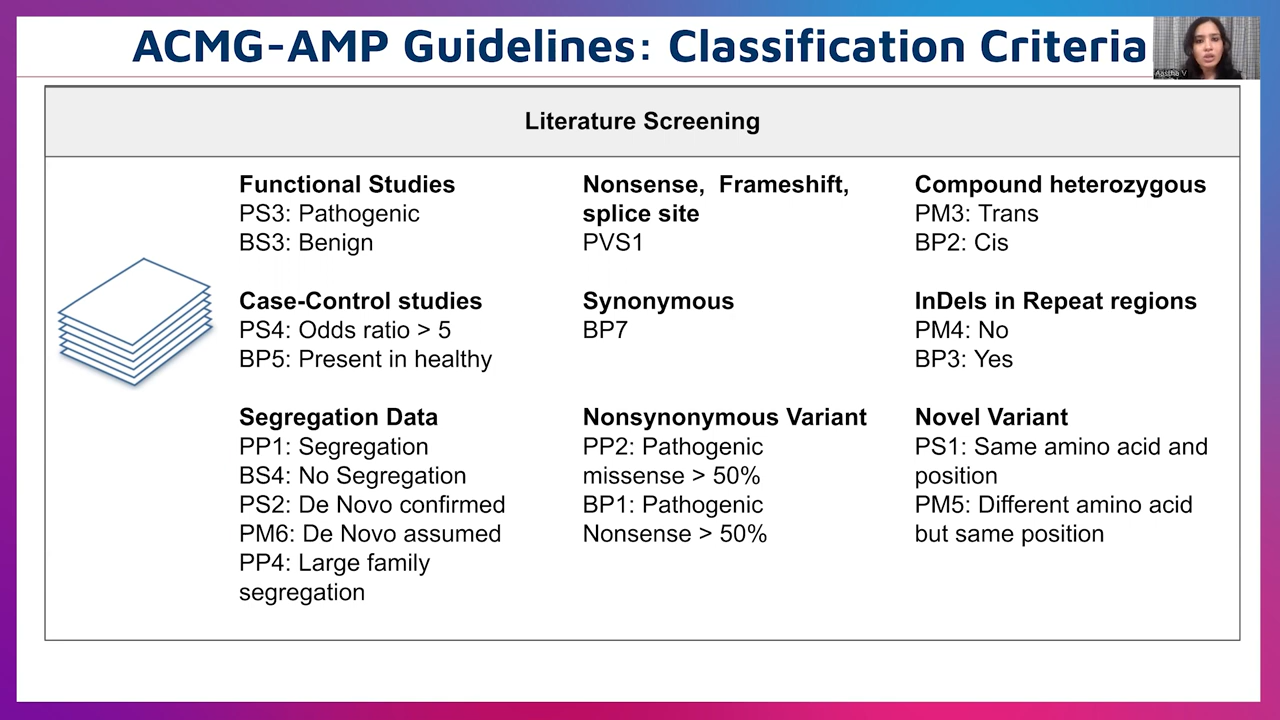 ACMG-AMP Guidelines: Classification Criteria
Aastha V
Literature Screening
Functional Studies
PS3: Pathogenic
BS3: Benign
Case-Control studies
PS4: Odds ratio > 5
BP5: Present in healthy
Segregation Data
PP1: Segregation
BS4: No Segregation
PS2: De Novo confirmed
PM6: De Novo assumed
PP4: Large family
segregation
Nonsense, Frameshift,
splice site
PVS1
Synonymous
BP7
Nonsynonymous Variant
PP2: Pathogenic
missense > 50%
BP1: Pathogenic
Nonsense > 50%
Compound heterozygous
PM3: Trans
BP2: Cis
InDels in Repeat regions
PM4: No
BP3: Yes
Novel Variant
PS1: Same amino acid and
position
PM5: Different amino acid
but same position